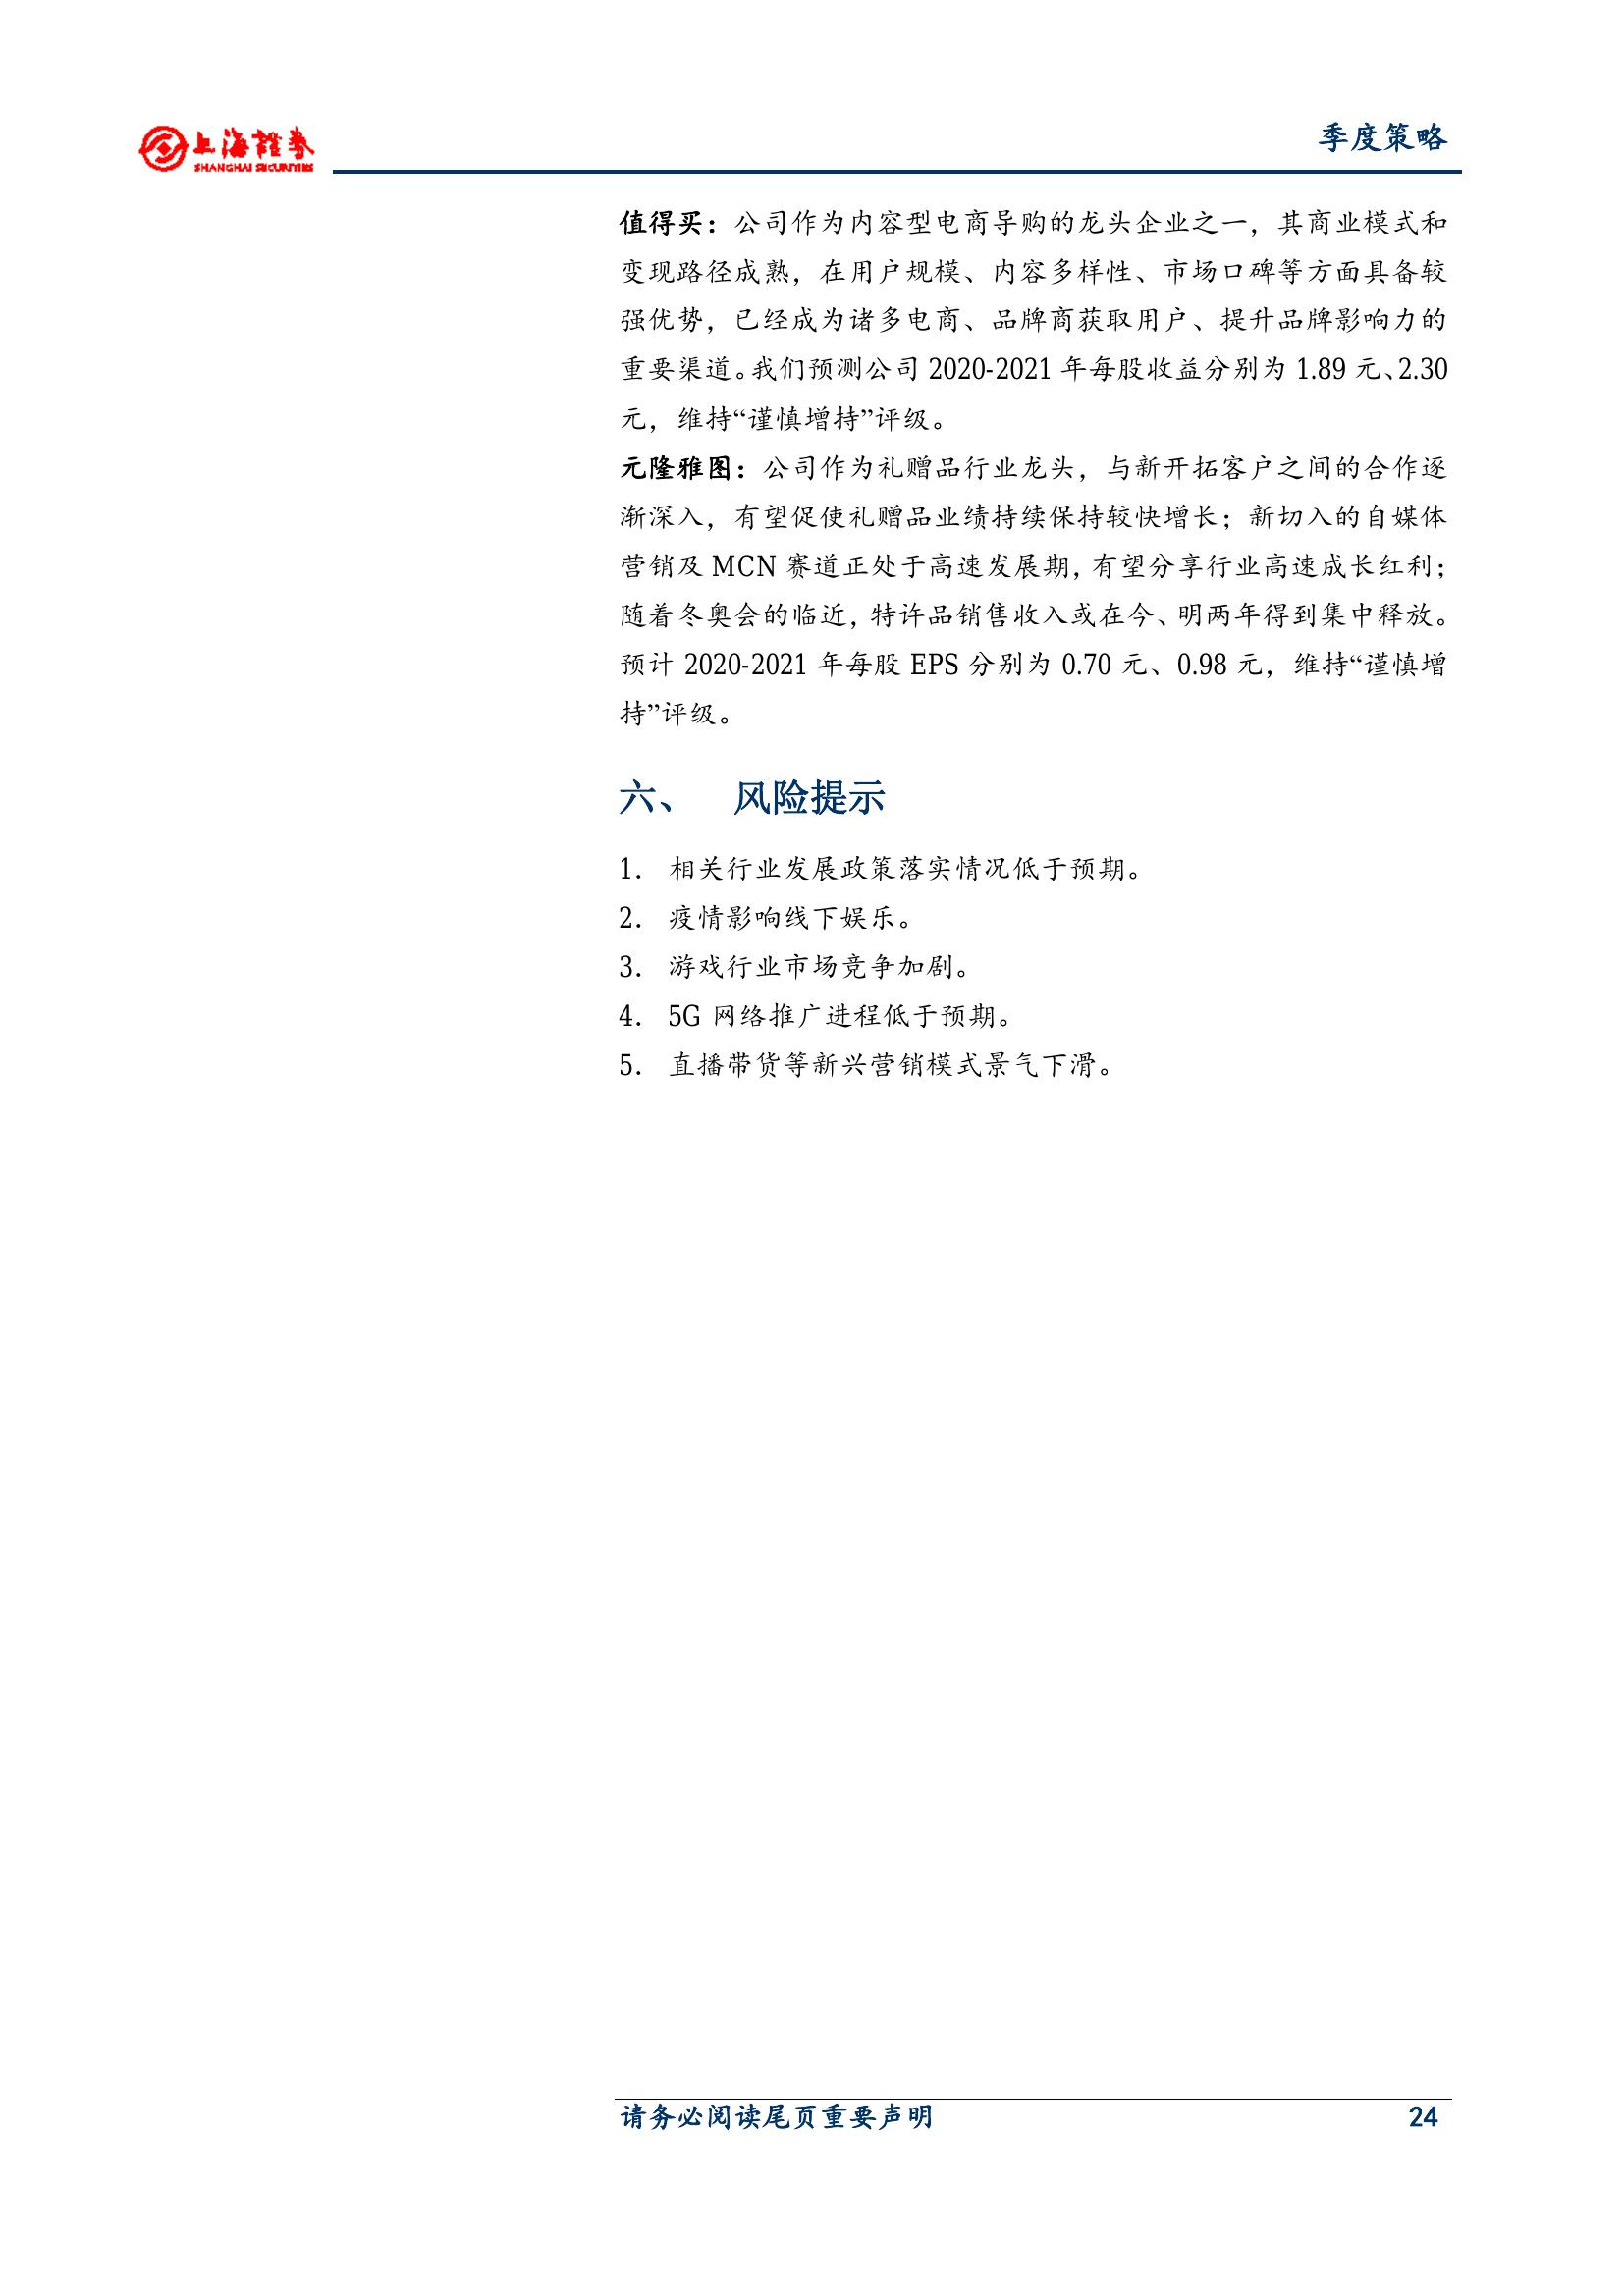 上海證券
SHANGHAI SECURITIES
季度策略
值得买：公司作为内容型电商导购的龙头企业之一，其商业模式和
变现路径成熟，在用户规模、内容多样性、市场口碑等方面具备较
强优势，已经成为诸多电商、品牌商获取用户、提升品牌影响力的
重要渠道。我们预测公司 2020-2021 年每股收益分别为 1.89 元、2.30
元，维持“谨慎增持”评级。
元隆雅图：公司作为礼赠品行业龙头，与新开拓客户之间的合作逐
渐深入，有望促使礼赠品业绩持续保持较快增长；新切入的自媒体
营销及 MCN 赛道正处于高速发展期，有望分享行业高速成长红利；
随着冬奥会的临近，特许品销售收入或在今、明两年得到集中释放。
预计 2020-2021 年每股 EPS 分别为 0.70 元、0.98 元，维持“谨慎增
持”评级。
六、 风险提示
1. 相关行业发展政策落实情况低于预期。
2. 疫情影响线下娱乐。
3. 游戏行业市场竞争加剧。
4. 5G 网络推广进程低于预期。
5. 直播带货等新兴营销模式景气下滑。
请务必阅读尾页重要声明 24